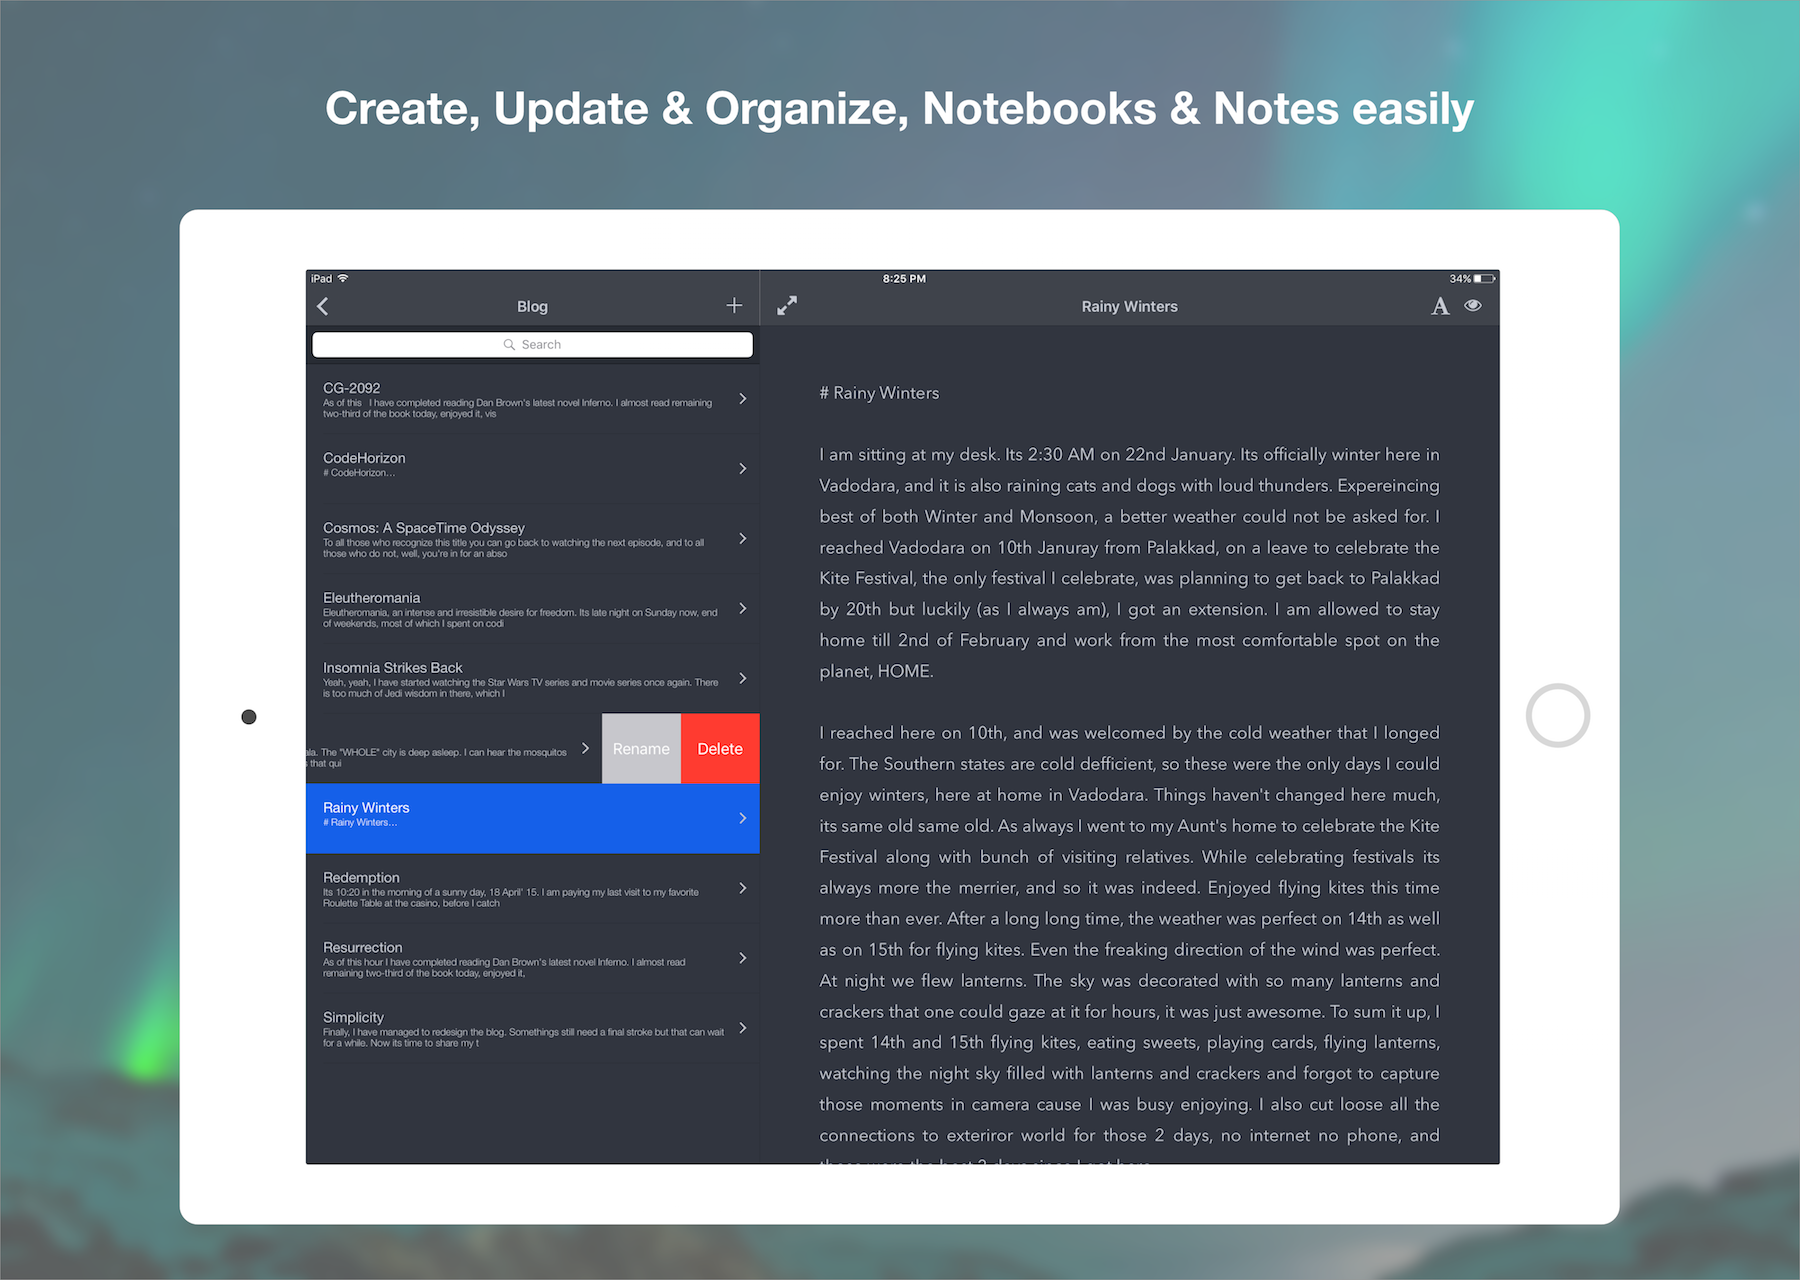 Create, Update & Organize, Notebooks & Notes easily
iPad
8:25 PM
34%
Blog
Rainy Winters
A
Search
CG-2092
As of this I have completed reading Dan Brown's latest novel Inferno. I almost read remaining
two-third of the book today, enjoyed it, vis
CodeHorizon
# CodeHorizon...
Cosmos: A SpaceTime Odyssey
To all those who recognize this title you can go back to watching the next episode, and to all
those who do not, well, you're in for an abso
Eleutheromania
Eleutheromania, an intense and irresistible desire for freedom. Its late night on Sunday now, end
of weekends, most of which I spent on codi
Insomnia Strikes Back
Yeah, yeah, I have started watching the Star Wars TV series and movie series once again. There
is too much of Jedi wisdom in there, which I
ala. The "WHOLE" city is deep asleep. I can hear the mosquitos
that qui
Rename
Delete
Rainy Winters
# Rainy Winters...
Redemption
Its 10:20 in the morning of a sunny day, 18 April' 15. I am paying my last visit to my favorite
Roulette Table at the casino, before I catch
Resurrection
As of this hour I have completed reading Dan Brown's latest novel Inferno. I almost read
remaining two-third of the book today, enjoyed it,
Simplicity
Finally, I have managed to redesign the blog. Somethings still need a final stroke but that can wait
for a while. Now its time to share my t
# Rainy Winters
I am sitting at my desk. Its 2:30 AM on 22nd January. Its officially winter here in
Vadodara, and it is also raining cats and dogs with loud thunders. Expereincing
best of both Winter and Monsoon, a better weather could not be asked for. I
reached Vadodara on 10th Januray from Palakkad, on a leave to celebrate the
Kite Festival, the only festival I celebrate, was planning to get back to Palakkad
by 20th but luckily (as I always am), I got an extension. I am allowed to stay
home till 2nd of February and work from the most comfortable spot on the
planet, HOME.
I reached here on 10th, and was welcomed by the cold weather that I longed
for. The Southern states are cold defficient, so these were the only days I could
enjoy winters, here at home in Vadodara. Things haven't changed here much,
its same old same old. As always I went to my Aunt's home to celebrate the Kite
Festival along with bunch of visiting relatives. While celebrating festivals its
always more the merrier, and so it was indeed. Enjoyed flying kites this time
more than ever. After a long long time, the weather was perfect on 14th as well
as on 15th for flying kites. Even the freaking direction of the wind was perfect.
At night we flew lanterns. The sky was decorated with so many lanterns and
crackers that one could gaze at it for hours, it was just awesome. To sum it up, I
spent 14th and 15th flying kites, eating sweets, playing cards, flying lanterns,
watching the night sky filled with lanterns and crackers and forgot to capture
those moments in camera cause I was busy enjoying. I also cut loose all the
connections to exteriror world for those 2 days, no internet no phone, and